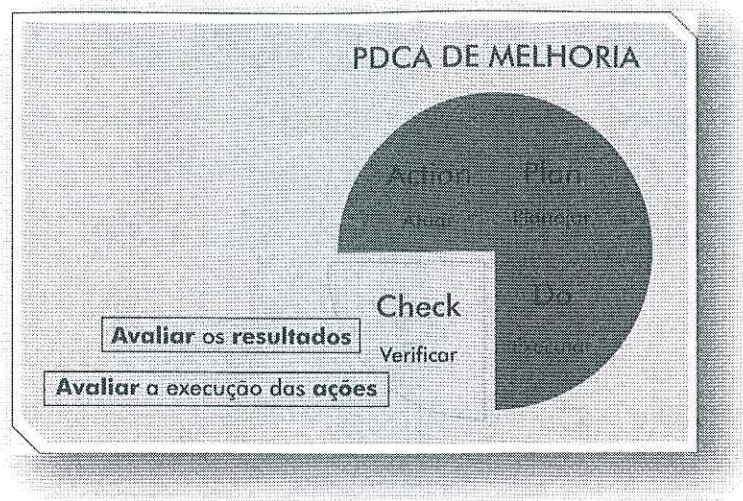 PDCA DE MELHORIA
Action
Plan
Atuar
Planejar
Check
Do
Verificar
Executar
Avaliar os resultados
Avaliar a execução das ações